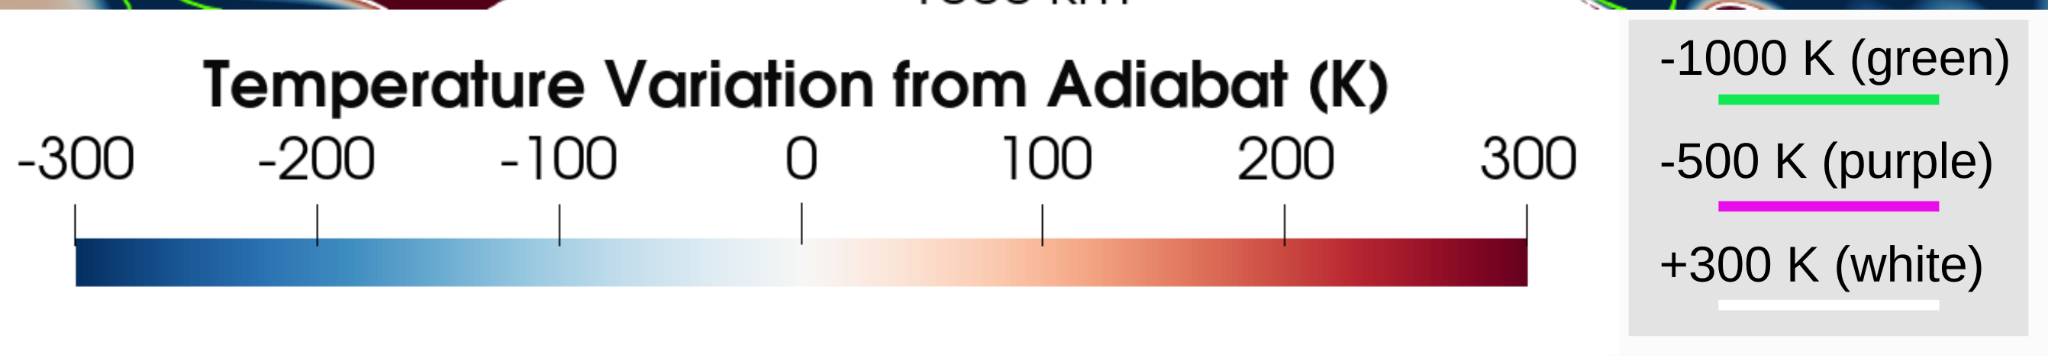 Temperature Variation from Adiabat (K)
-300 -200 -100 0 100 200 300
-1000 K (green)
-500 K (purple)
+300 K (white)